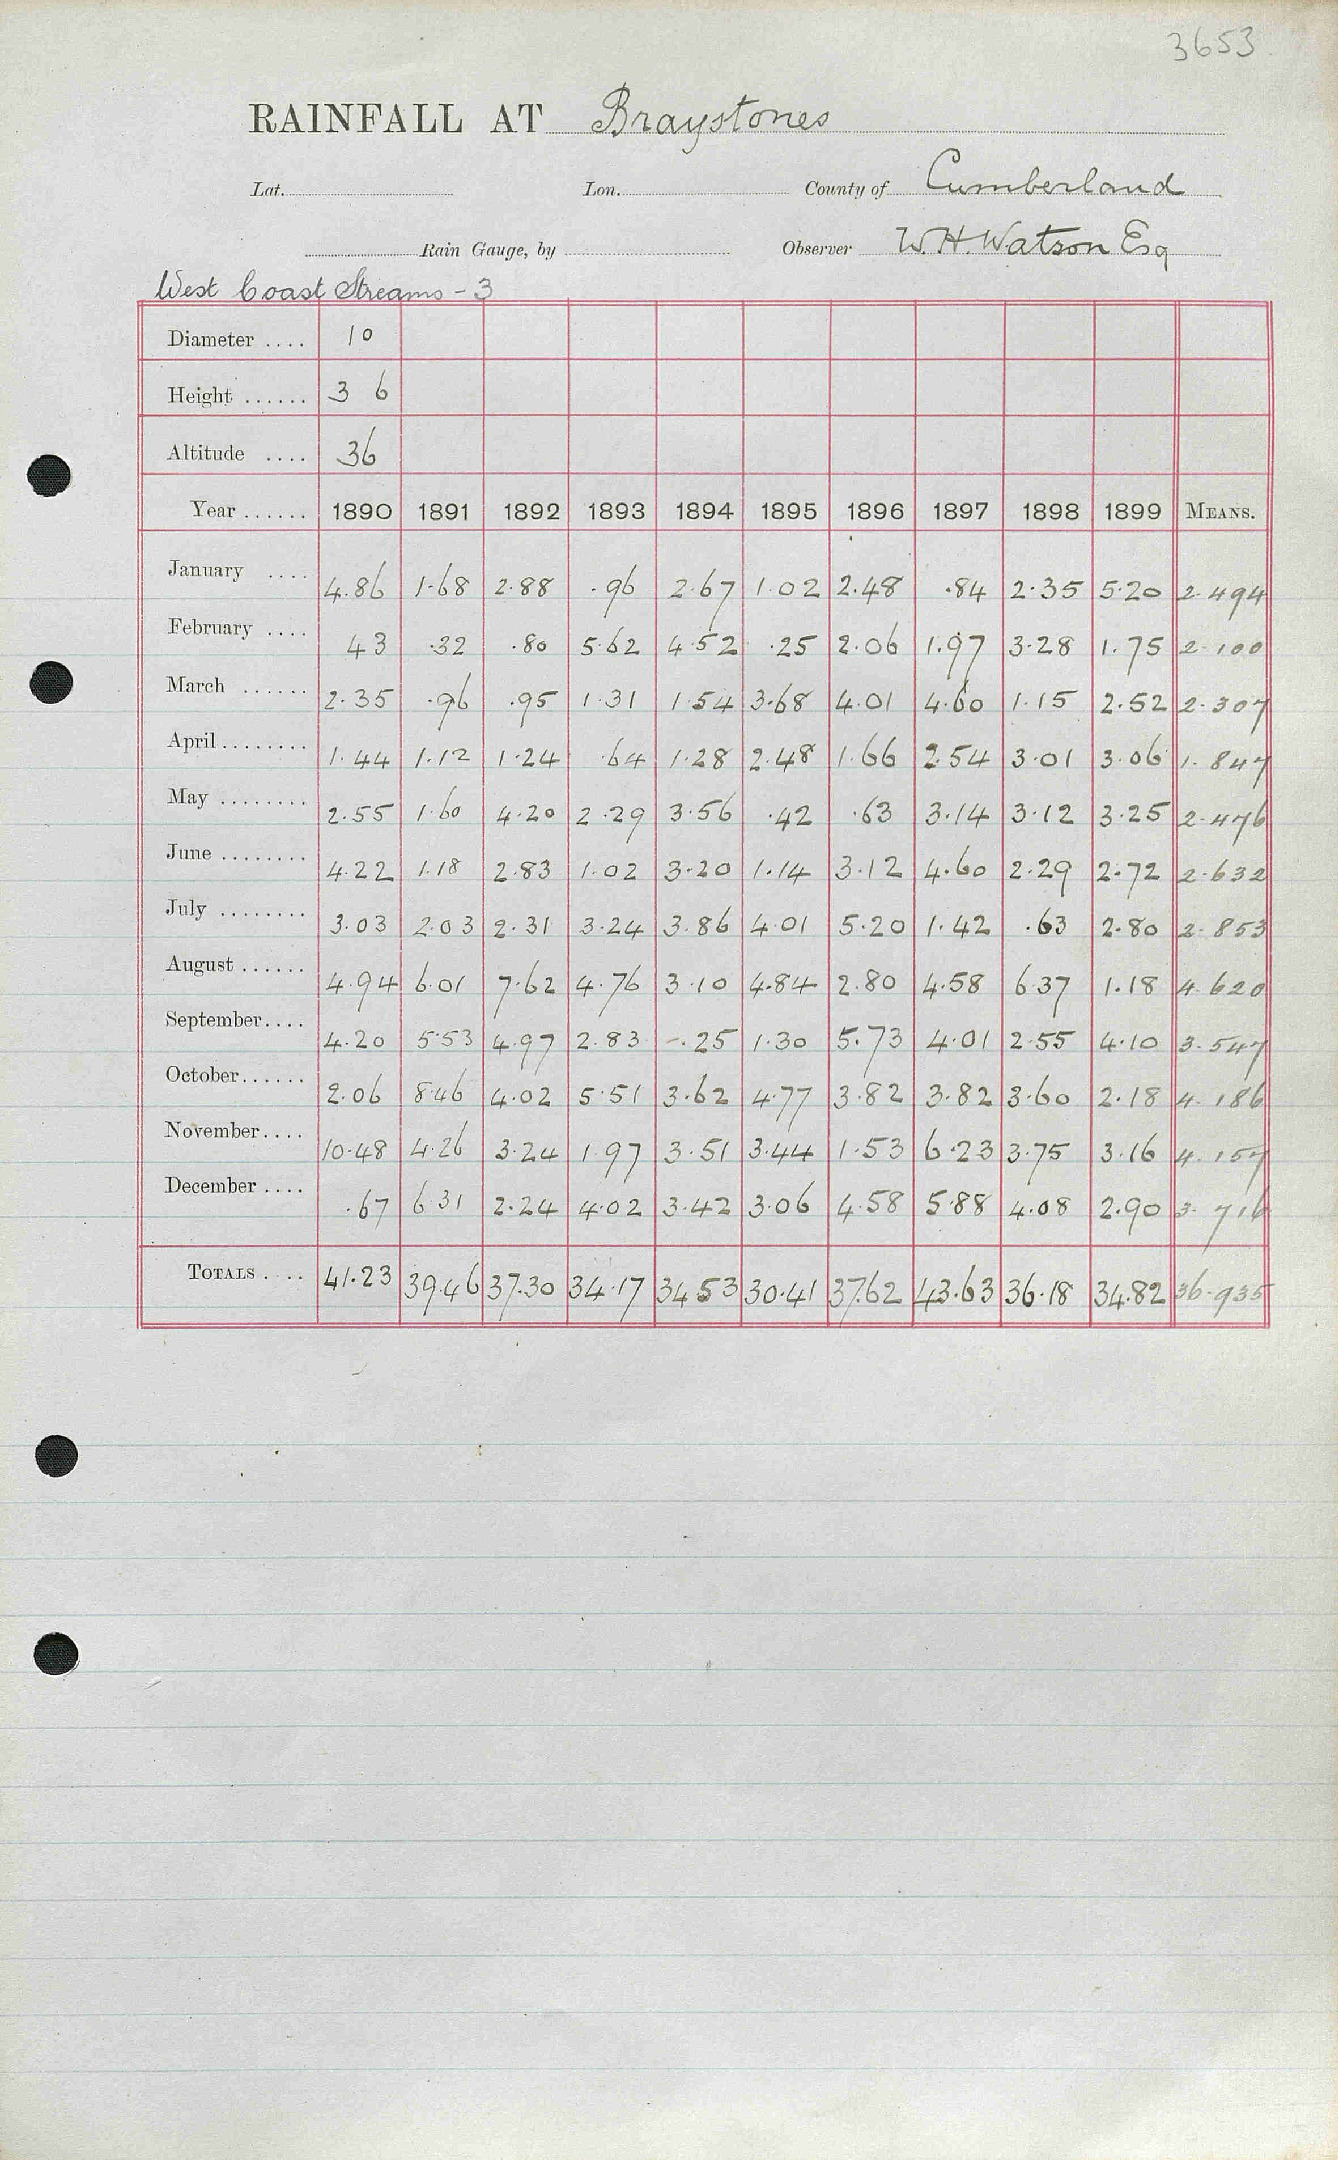 3653
RAINFALL AT Braystones
Lat. Lon. County of Cumberland
Rain Gauge, by Observer W.H. Watson Esq
West Coast Streams - 3
Diameter .... 10
Height ...... 3 6
Altitude .... 36
Year ...... 1890 1891 1892 1893 1894 1895 1896 1897 1898 1899 MEANS.
January .... 4.86 1.68 2.88 .96 2.67 1.02 2.48 .84 2.35 5.20 2.494
February .... 43 .32 .80 5.62 4.52 .25 2.06 1.97 3.28 1.75 2.100
March ...... 2.35 .96 .95 1.31 1.54 3.68 4.01 4.60 1.15 2.52 2.307
April ........ 1.44 1.12 1.24 .64 1.28 2.48 1.66 2.54 3.01 3.06 1.847
May ........ 2.55 1.60 4.20 2.29 3.56 .42 .63 3.14 3.12 3.25 2.476
June ........ 4.22 1.18 2.83 1.02 3.20 1.14 3.12 4.60 2.29 2.72 2.632
July ........ 3.03 2.03 2.31 3.24 3.86 4.01 5.20 1.42 .63 2.80 2.853
August ...... 4.94 6.01 7.62 4.76 3.10 4.84 2.80 4.58 6.37 1.18 4.620
September .... 4.20 5.53 4.97 2.83 -.25 1.30 5.73 4.01 2.55 4.10 3.547
October ...... 2.06 8.46 4.02 5.51 3.62 4.77 3.82 3.82 3.60 2.18 4.186
November .... 10.48 4.26 3.24 1.97 3.51 3.44 1.53 6.23 3.75 3.16 4.157
December .... .67 6.31 2.24 4.02 3.42 3.06 4.58 5.88 4.08 2.90 3.716
TOTALS .... 41.23 39.46 37.30 34.17 34.53 30.41 37.62 43.63 36.18 34.82 36.935